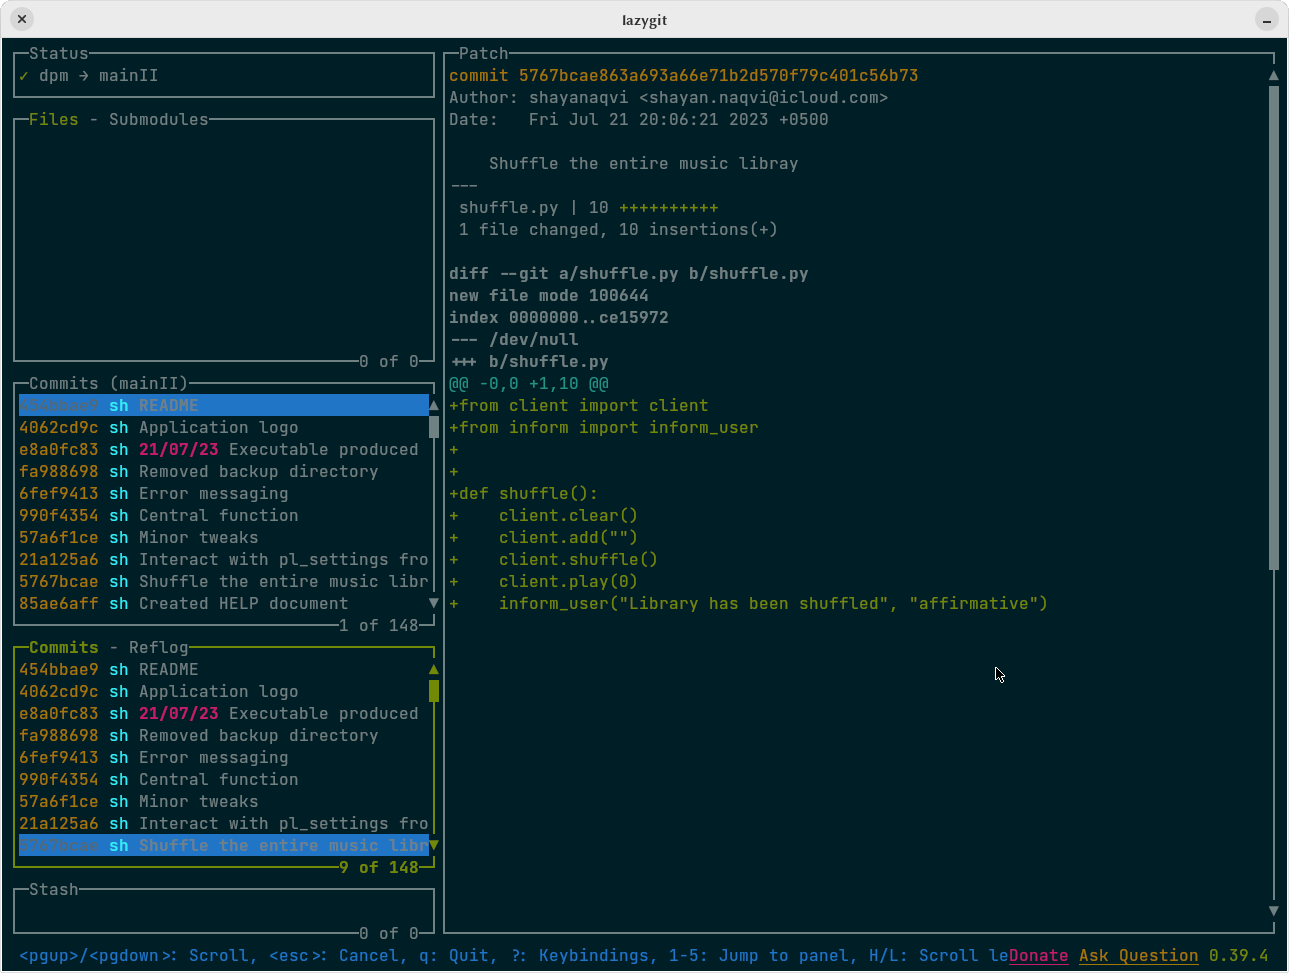 lazygit
Status
✓ dpm → mainII
Files - Submodules
0 of 0
Commits (mainII)
454bbae9 sh README
4062cd9c sh Application logo
e8a0fc83 sh 21/07/23 Executable produced
fa988698 sh Removed backup directory
6fef9413 sh Error messaging
990f4354 sh Central function
57a6f1ce sh Minor tweaks
21a125a6 sh Interact with pl_settings fro
5767bcae sh Shuffle the entire music libr
85ae6aff sh Created HELP document
1 of 148
Commits - Reflog
454bbae9 sh README
4062cd9c sh Application logo
e8a0fc83 sh 21/07/23 Executable produced
fa988698 sh Removed backup directory
6fef9413 sh Error messaging
990f4354 sh Central function
57a6f1ce sh Minor tweaks
21a125a6 sh Interact with pl_settings fro
5767bcae sh Shuffle the entire music libr
9 of 148
Stash
0 of 0
Patch
commit 5767bcae863a693a66e71b2d570f79c401c56b73
Author: shayanaqvi <shayan.naqvi@icloud.com>
Date:   Fri Jul 21 20:06:21 2023 +0500
    Shuffle the entire music libray
---
 shuffle.py | 10 ++++++++++
 1 file changed, 10 insertions(+)
diff --git a/shuffle.py b/shuffle.py
new file mode 100644
index 0000000..ce15972
--- /dev/null
+++ b/shuffle.py
@@ -0,0 +1,10 @@
+from client import client
+from inform import inform_user
+
+
+def shuffle():
+    client.clear()
+    client.add("")
+    client.shuffle()
+    client.play(0)
+    inform_user("Library has been shuffled", "affirmative")
<pgup>/<pgdown>: Scroll, <esc>: Cancel, q: Quit, ?: Keybindings, 1-5: Jump to panel, H/L: Scroll leDonate Ask Question 0.39.4